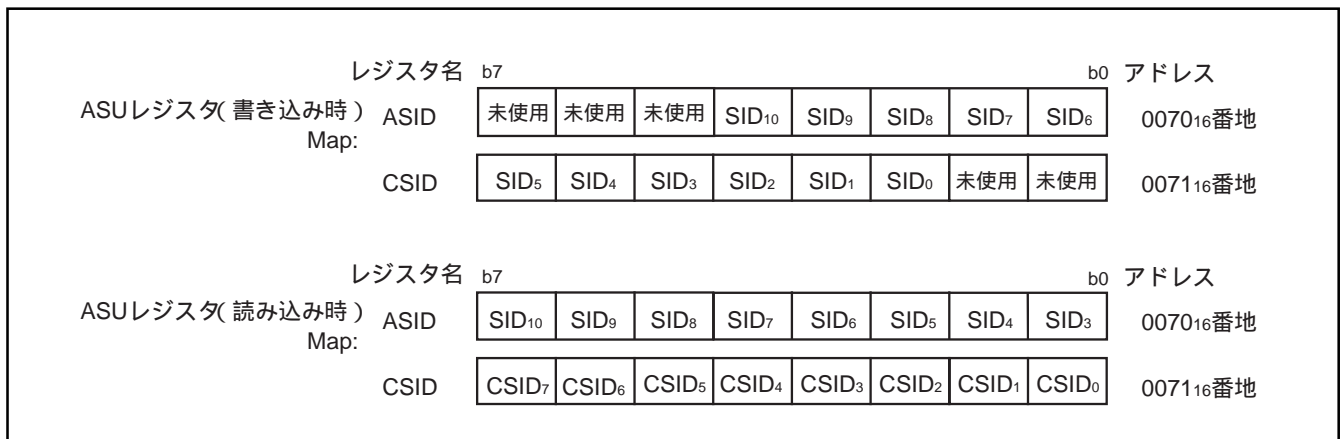 レジスタ名 b7 b0 アドレス
ASUレジスタ(書き込み時) ASID 未使用 未使用 未使用 SID10 SID9 SID8 SID7 SID6 007016番地
Map:
CSID SID5 SID4 SID3 SID2 SID1 SID0 未使用 未使用 007116番地
レジスタ名 b7 b0 アドレス
ASUレジスタ(読み込み時) ASID SID10 SID9 SID8 SID7 SID6 SID5 SID4 SID3 007016番地
Map:
CSID CSID7 CSID6 CSID5 CSID4 CSID3 CSID2 CSID1 CSID0 007116番地